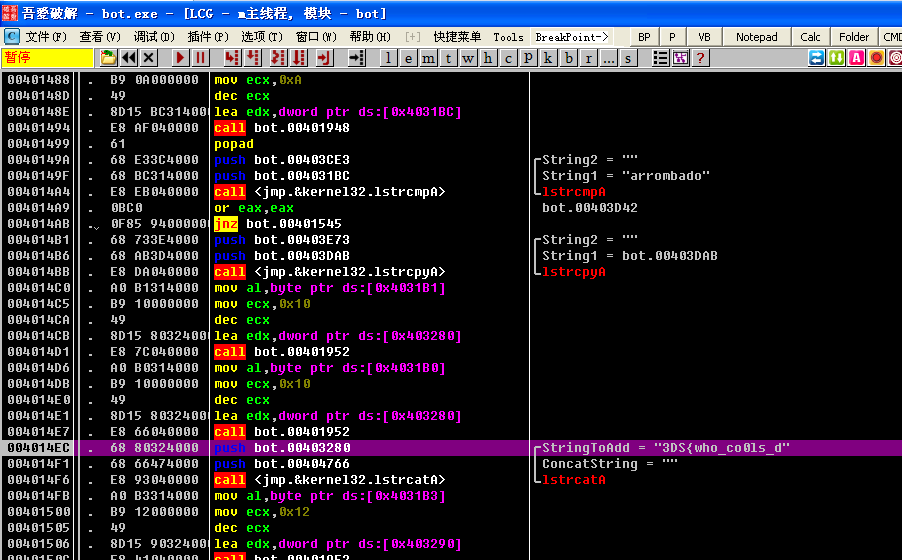 吾爱破解 - bot.exe - [LCG - m主线程, 模块 - bot]
C 文件(F) 查看(V) 调试(D) 插件(P) 选项(T) 窗口(W) 帮助(H) [+] 快捷菜单 Tools BreakPoint-> BP P VB Notepad Calc Folder CMD
暂停 l e m t w h c p k b r ... s ?
00401488 . B9 0A000000 mov ecx,0xA
0040148D . 49 dec ecx
0040148E . 8D15 BC314000 lea edx,dword ptr ds:[0x4031BC]
00401494 . E8 AF040000 call bot.00401948
00401499 . 61 popad
0040149A . 68 E33C4000 push bot.00403CE3 String2 = ""
0040149F . 68 BC314000 push bot.004031BC String1 = "arrombado"
004014A4 . E8 EB040000 call <jmp.&kernel32.lstrcmpA> lstrcmpA
004014A9 . 0BC0 or eax,eax bot.00403D42
004014AB . 0F85 94000000 jnz bot.00401545
004014B1 . 68 733E4000 push bot.00403E73 String2 = ""
004014B6 . 68 AB3D4000 push bot.00403DAB String1 = bot.00403DAB
004014BB . E8 DA040000 call <jmp.&kernel32.lstrcpyA> lstrcpyA
004014C0 . A0 B1314000 mov al,byte ptr ds:[0x4031B1]
004014C5 . B9 10000000 mov ecx,0x10
004014CA . 49 dec ecx
004014CB . 8D15 80324000 lea edx,dword ptr ds:[0x403280]
004014D1 . E8 7C040000 call bot.00401952
004014D6 . A0 B0314000 mov al,byte ptr ds:[0x4031B0]
004014DB . B9 10000000 mov ecx,0x10
004014E0 . 49 dec ecx
004014E1 . 8D15 80324000 lea edx,dword ptr ds:[0x403280]
004014E7 . E8 66040000 call bot.00401952
004014EC . 68 80324000 push bot.00403280 StringToAdd = "3DS{who_co0ls_d"
004014F1 . 68 66474000 push bot.00404766 ConcatString = ""
004014F6 . E8 93040000 call <jmp.&kernel32.lstrcatA> lstrcatA
004014FB . A0 B3314000 mov al,byte ptr ds:[0x4031B3]
00401500 . B9 12000000 mov ecx,0x12
00401505 . 49 dec ecx
00401506 . 8D15 90324000 lea edx,dword ptr ds:[0x403290]